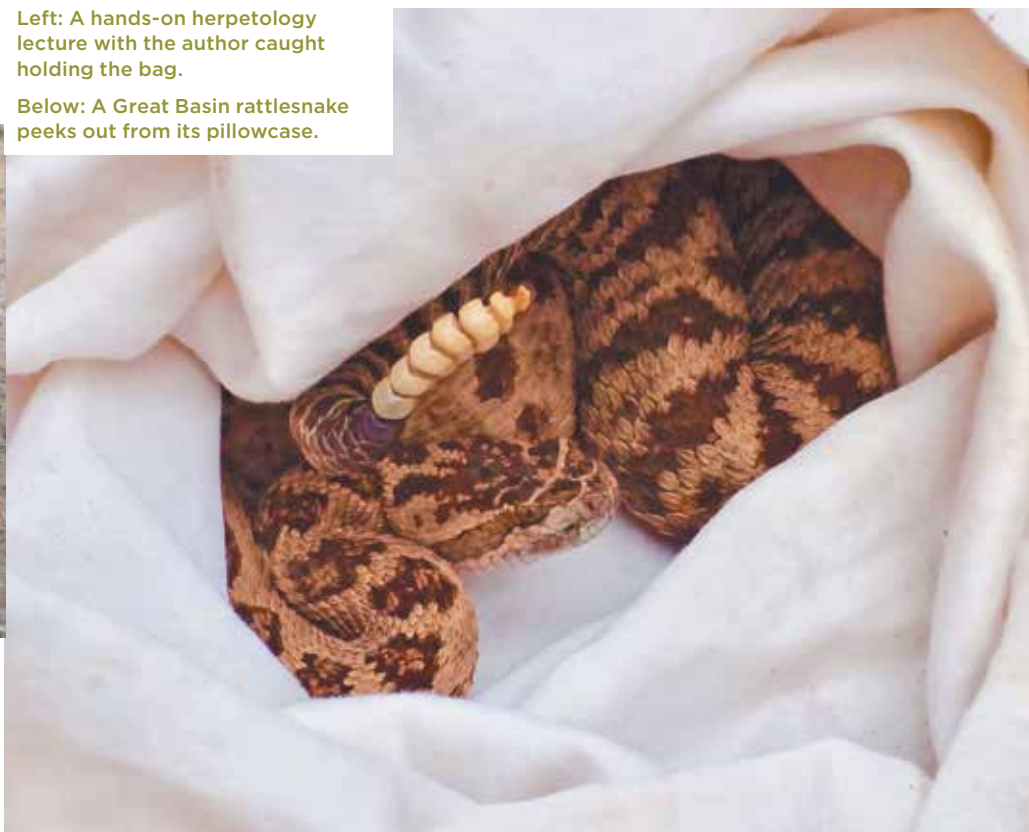 Left: A hands-on herpetology
lecture with the author caught
holding the bag.
Below: A Great Basin rattlesnake
peeks out from its pillowcase.